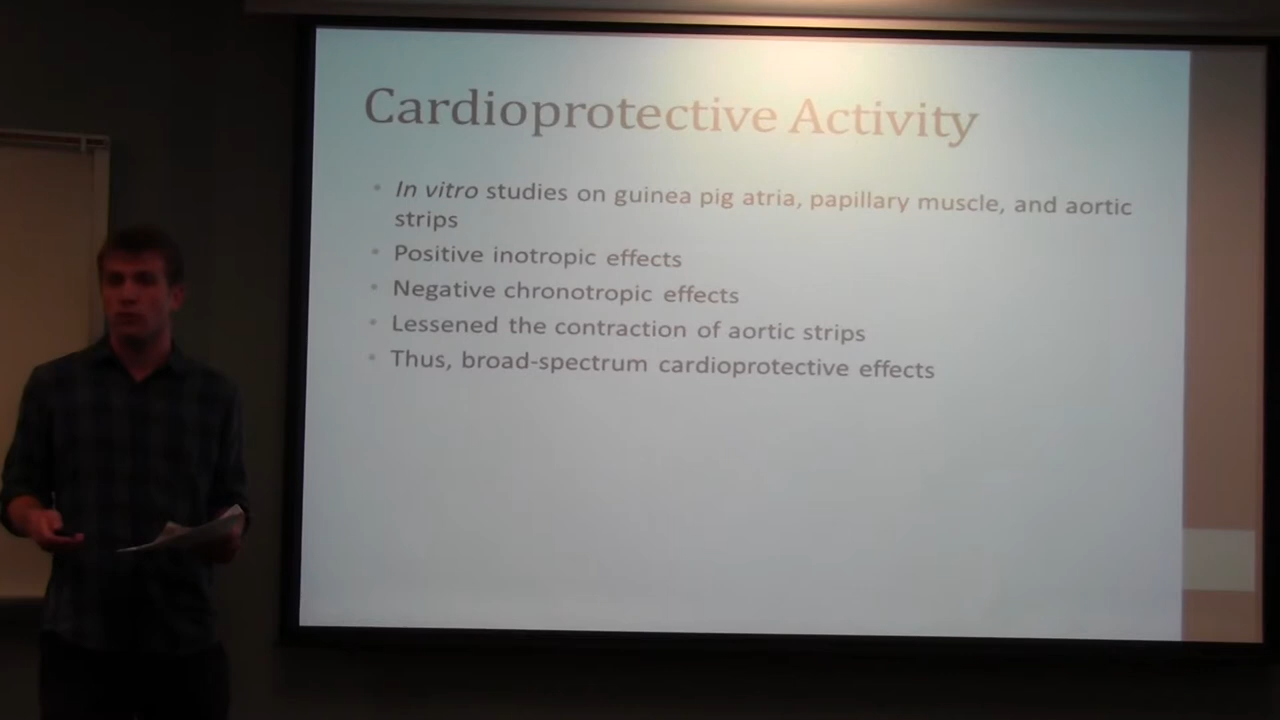 Cardioprotective Activity
• In vitro studies on guinea pig atria, papillary muscle, and aortic
strips
• Positive inotropic effects
• Negative chronotropic effects
• Lessened the contraction of aortic strips
• Thus, broad-spectrum cardioprotective effects